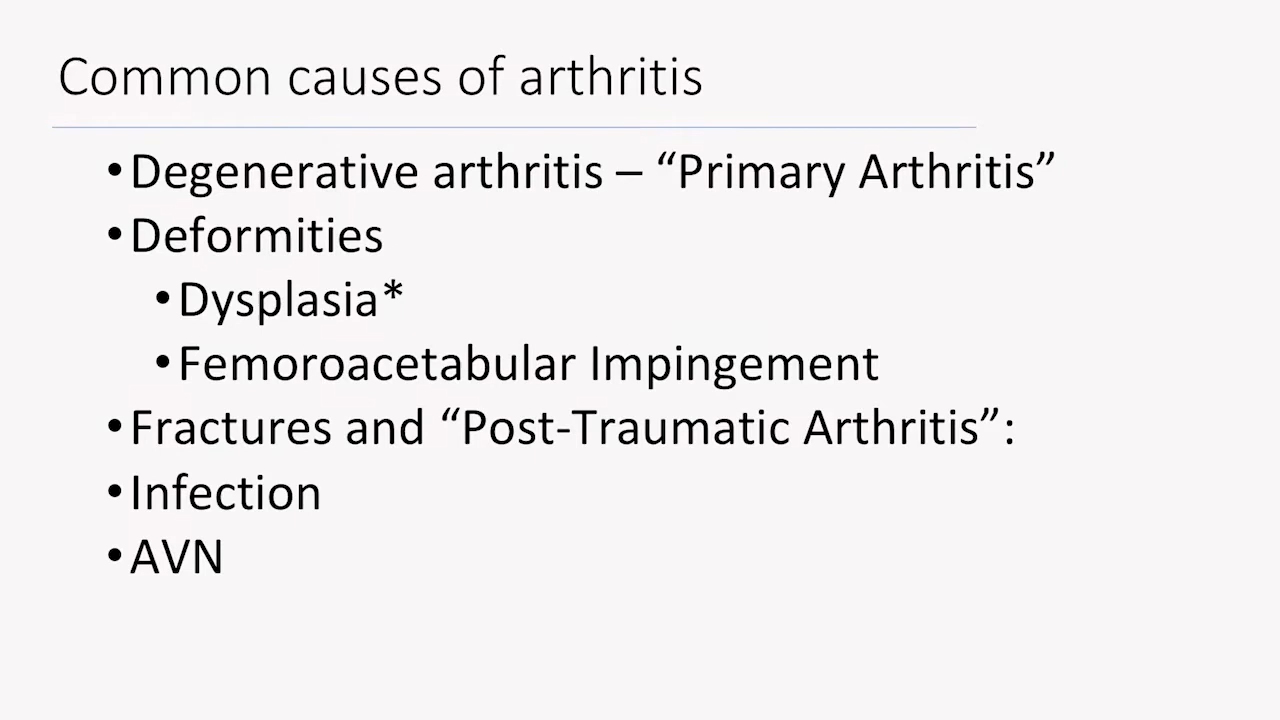 Common causes of arthritis
•Degenerative arthritis – “Primary Arthritis”
•Deformities
•Dysplasia*
•Femoroacetabular Impingement
•Fractures and “Post-Traumatic Arthritis”:
•Infection
•AVN